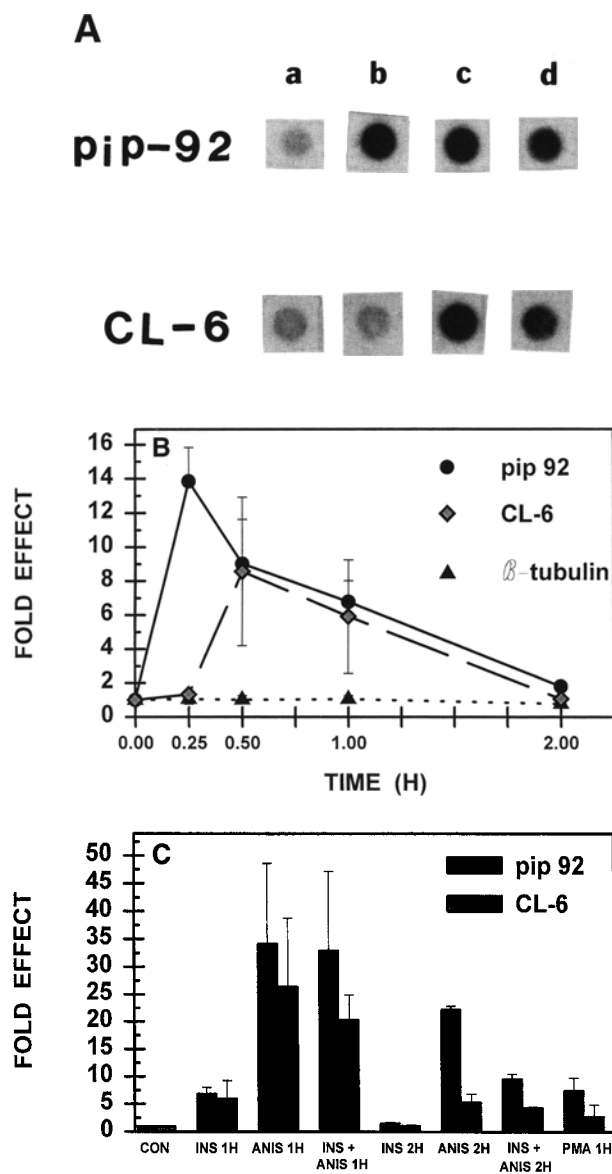 A
a b c d
pip-92
CL-6
B
16
14
12
10
8
6
4
2
0
FOLD EFFECT
pip 92
CL-6
ß-tubulin
0.00 0.25 0.50 1.00 2.00
TIME (H)
C
50
45
40
35
30
25
20
15
10
5
0
FOLD EFFECT
pip 92
CL-6
CON INS 1H ANIS 1H INS + INS 2H ANIS 2H INS + PMA 1H
ANIS 1H ANIS 2H